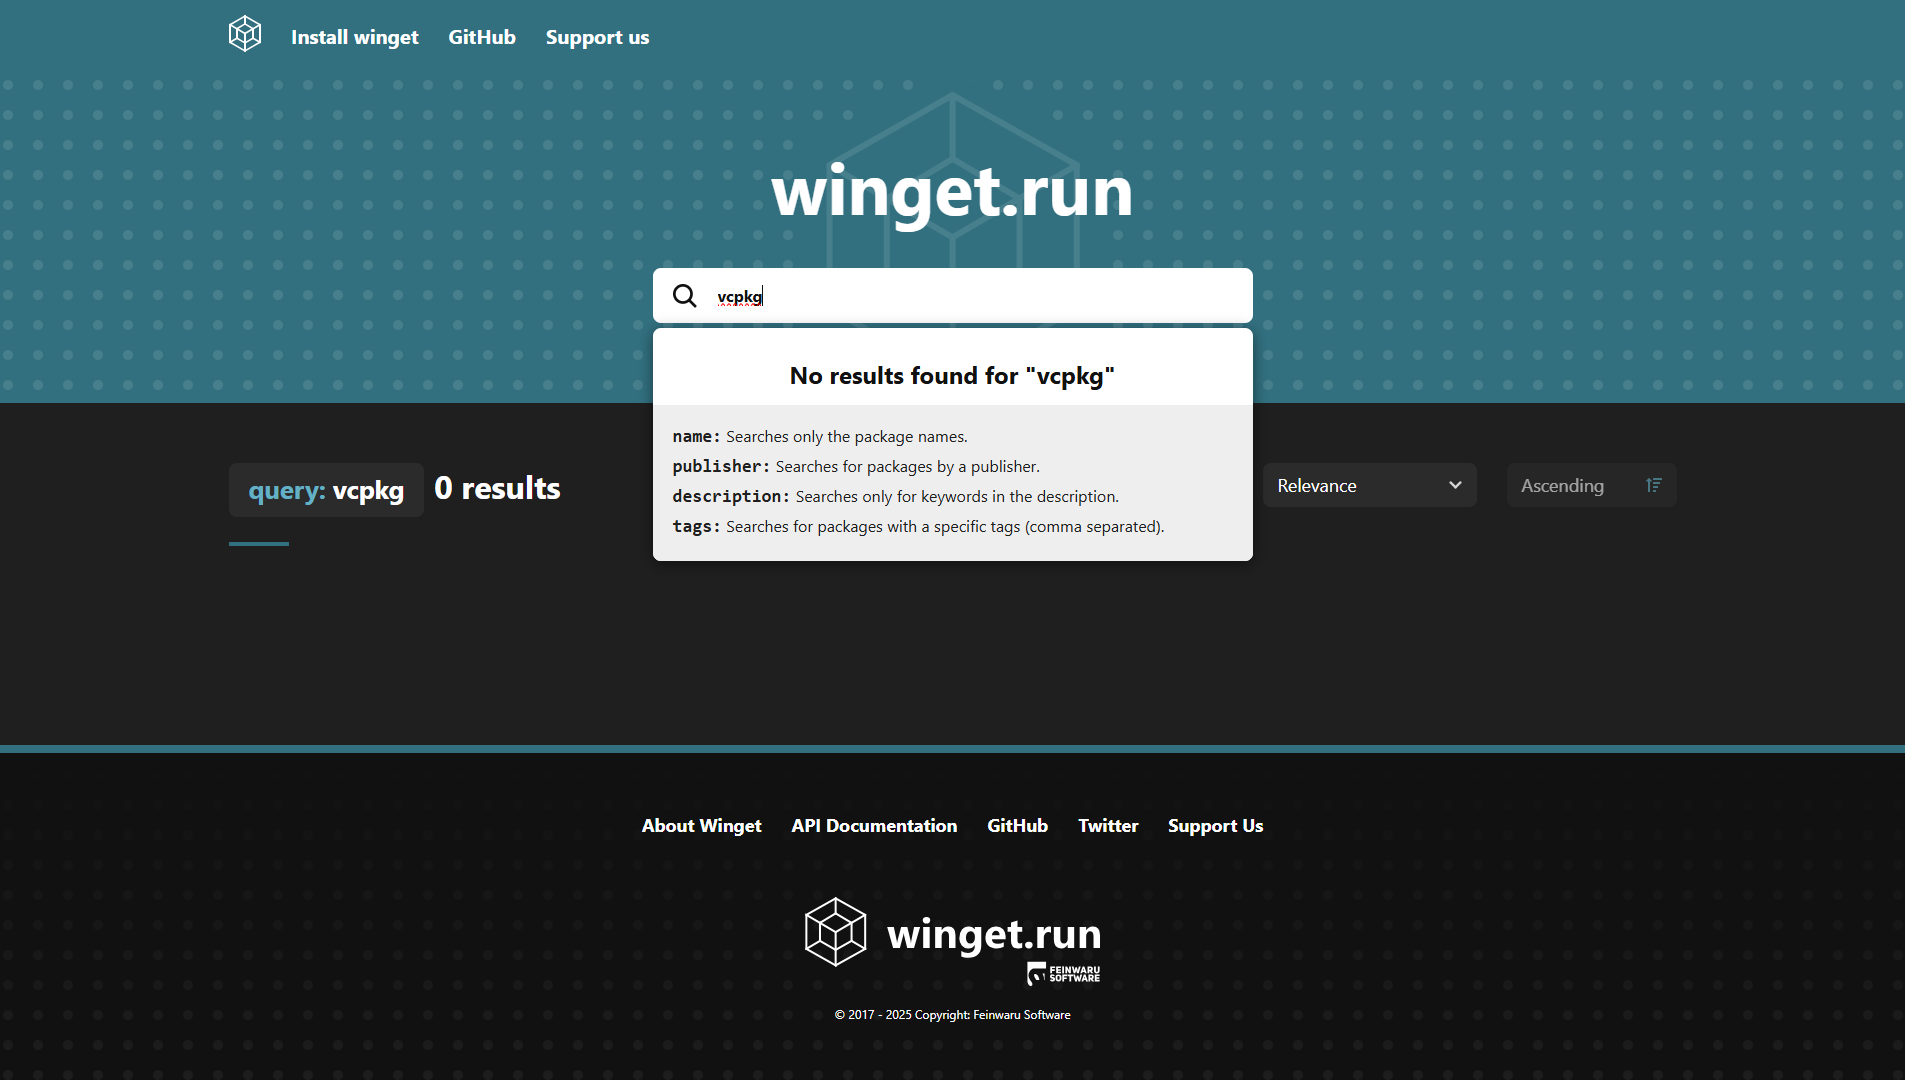 Install winget GitHub Support us
winget.run
vcpkg
No results found for "vcpkg"
name: Searches only the package names.
publisher: Searches for packages by a publisher.
description: Searches only for keywords in the description.
tags: Searches for packages with a specific tags (comma separated).
query: vcpkg 0 results
Relevance
Ascending
About Winget API Documentation GitHub Twitter Support Us
winget.run
FEINWARU
SOFTWARE
© 2017 - 2025 Copyright: Feinwaru Software